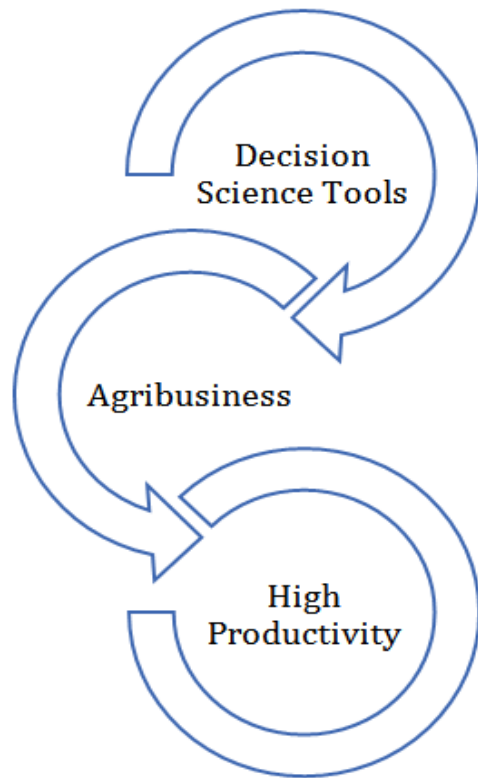 Decision
Science Tools
Agribusiness
High
Productivity